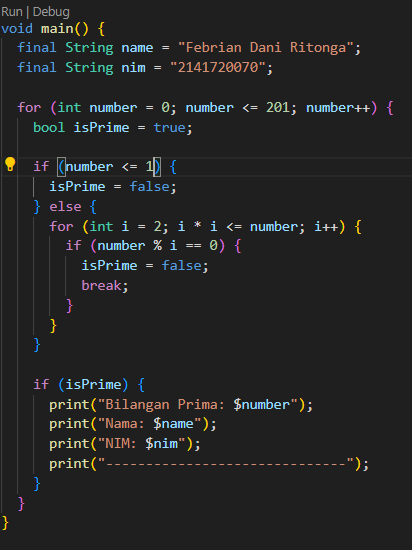 Run | Debug
void main() {
  final String name = "Febrian Dani Ritonga";
  final String nim = "2141720070";

  for (int number = 0; number <= 201; number++) {
    bool isPrime = true;

    if (number <= 1) {
      isPrime = false;
    } else {
      for (int i = 2; i * i <= number; i++) {
        if (number % i == 0) {
          isPrime = false;
          break;
        }
      }
    }

    if (isPrime) {
      print("Bilangan Prima: $number");
      print("Nama: $name");
      print("NIM: $nim");
      print("------------------------------");
    }
  }
}